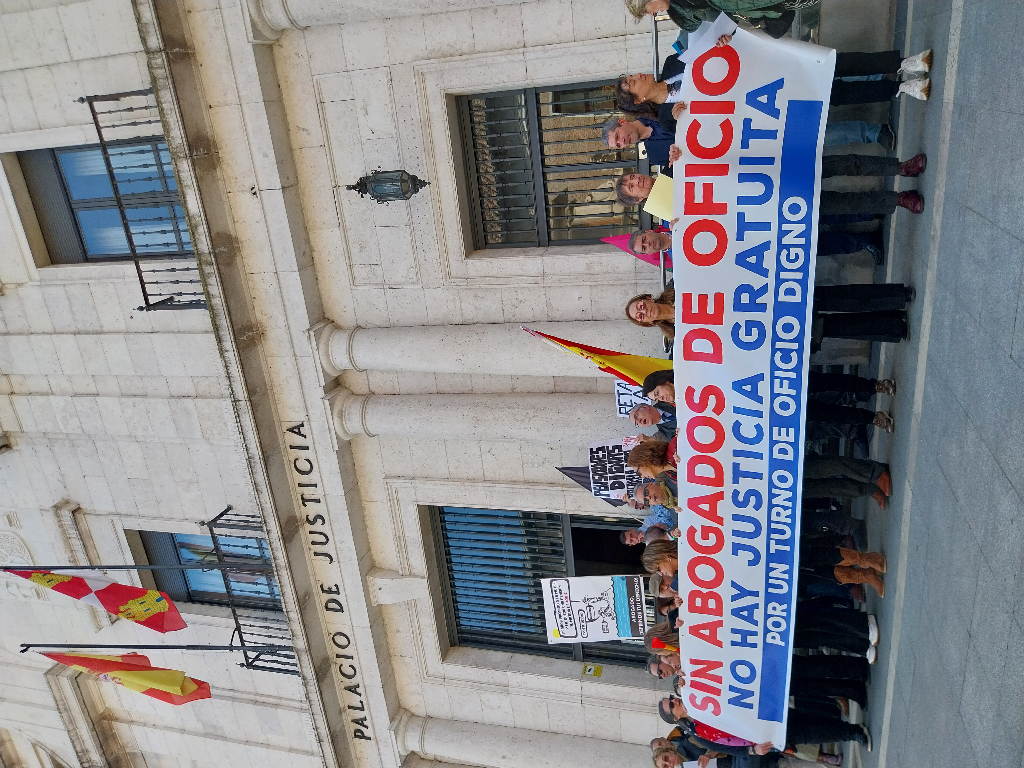 PALACIO DE JUSTICIA
SIN ABOGADOS DE OFICIO
NO HAY JUSTICIA GRATUITA
POR UN TURNO DE OFICIO DIGNO